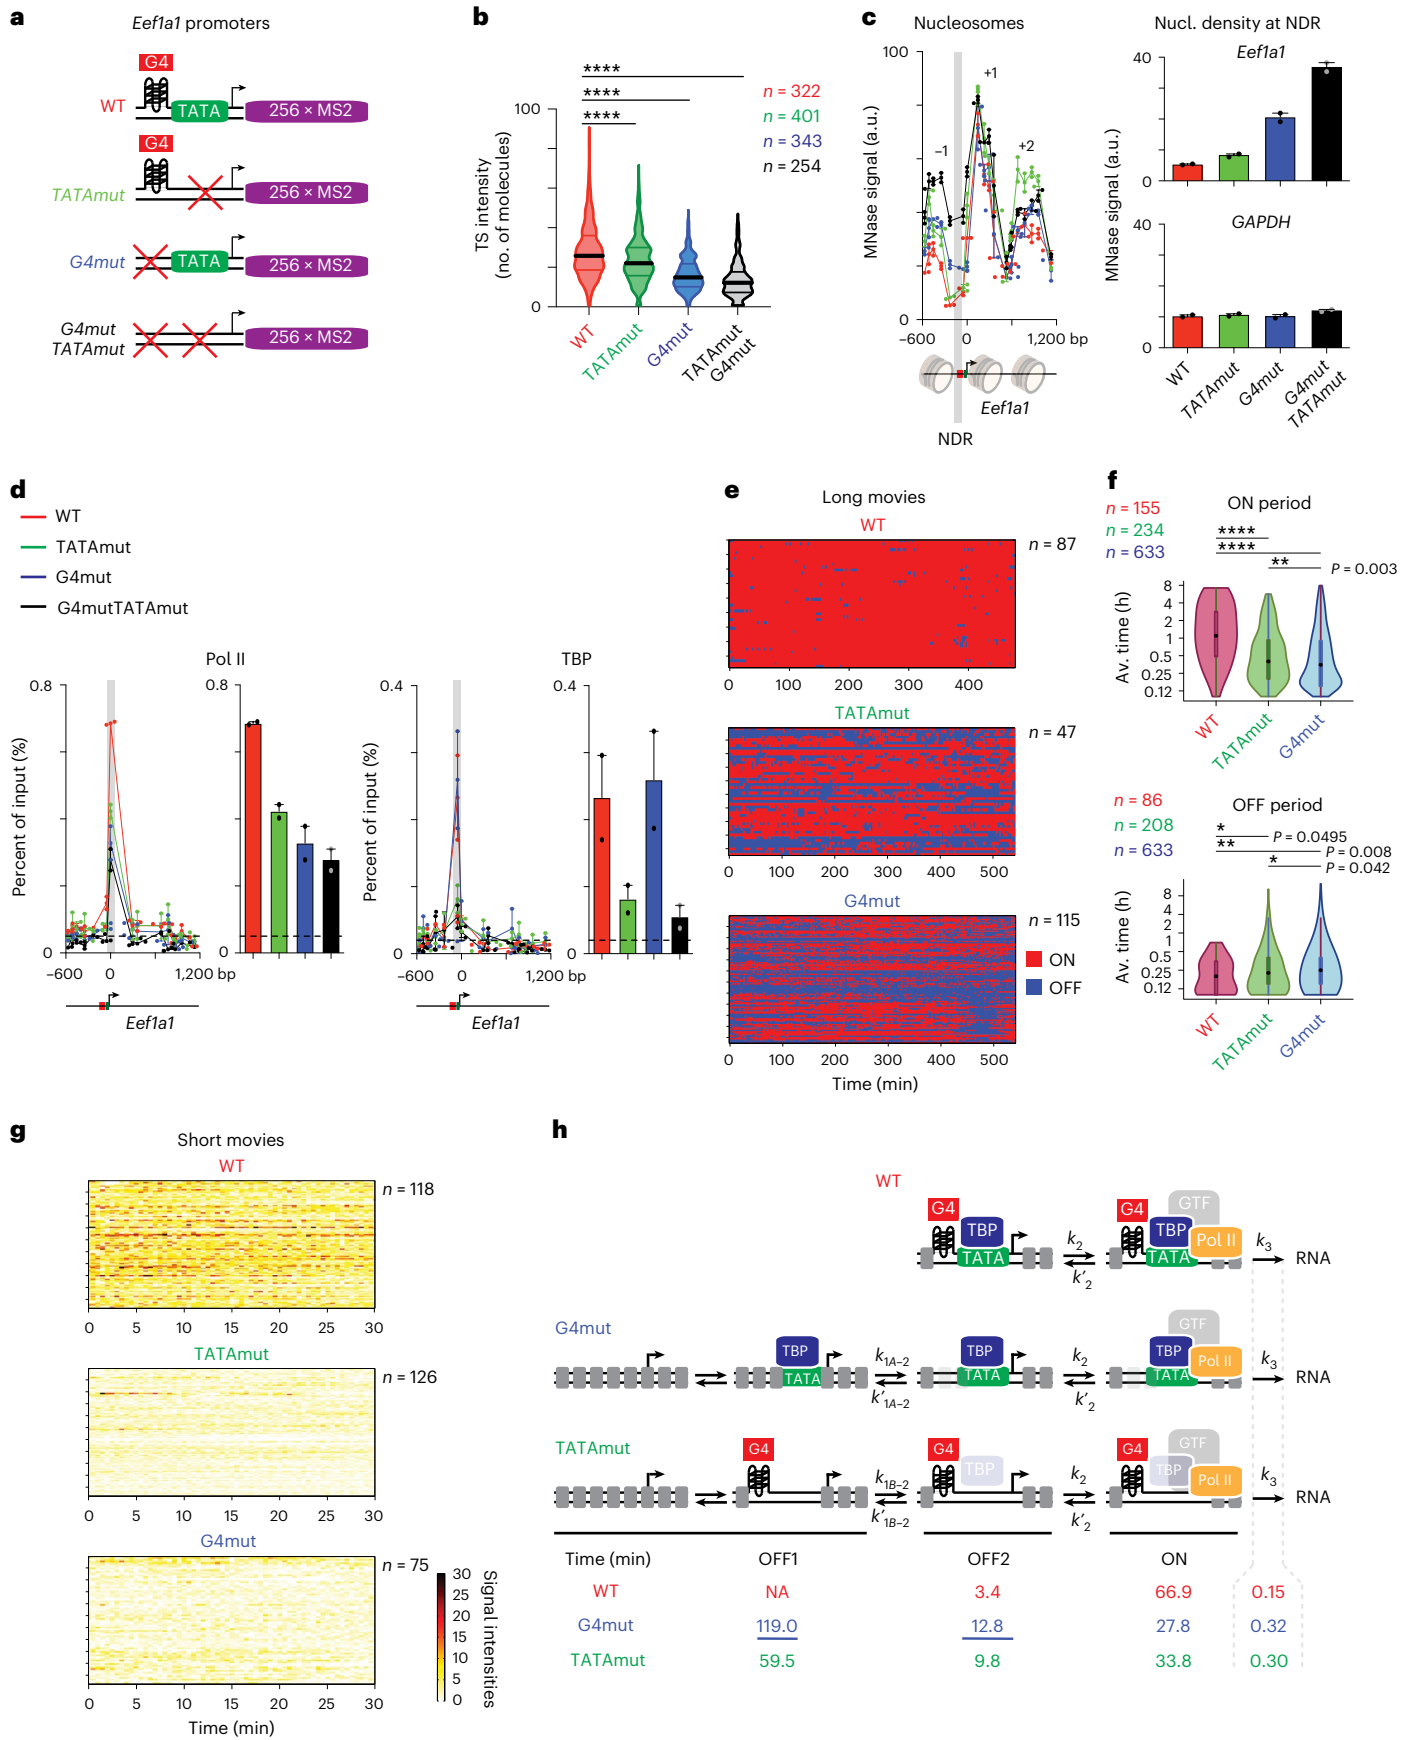 a
Eef1a1 promoters
G4
WT
TATA
256 × MS2
G4
TATAmut
256 × MS2
G4mut
TATA
256 × MS2
G4mut
TATAmut
256 × MS2
b
****
****
****
n = 322
n = 401
n = 343
n = 254
TS intensity
(no. of molecules)
100
0
WT
TATAmut
G4mut
TATAmut
G4mut
c
Nucleosomes
MNase signal (a.u.)
100
0
–1
+1
+2
–600
0
1,200 bp
Eef1a1
NDR
Nucl. density at NDR
Eef1a1
MNase signal (a.u.)
40
0
GAPDH
40
0
WT
TATAmut
G4mut
G4mut
TATAmut
d
WT
TATAmut
G4mut
G4mutTATAmut
Pol II
Percent of input (%)
0.8
0
–600
0
1,200 bp
Eef1a1
0.8
0
TBP
Percent of input (%)
0.4
0
–600
0
1,200 bp
Eef1a1
0.4
0
e
Long movies
WT
n = 87
0 100 200 300 400
TATAmut
n = 47
0 100 200 300 400 500
G4mut
n = 115
ON
OFF
0 100 200 300 400 500
Time (min)
f
ON period
n = 155
n = 234
n = 633
****
****
**
P = 0.003
Av. time (h)
8
4
2
1
0.5
0.25
0.12
WT
TATAmut
G4mut
OFF period
n = 86
n = 208
n = 633
*
P = 0.0495
**
P = 0.008
*
P = 0.042
Av. time (h)
8
4
2
1
0.5
0.25
0.12
WT
TATAmut
G4mut
g
Short movies
WT
n = 118
0 5 10 15 20 25 30
TATAmut
n = 126
0 5 10 15 20 25 30
G4mut
n = 75
30
25
20
15
10
5
0
Signal intensities
0 5 10 15 20 25 30
Time (min)
h
WT
G4
TBP
TATA
k2
k′2
G4
TBP
GTF
Pol II
TATA
k3
RNA
G4mut
TBP
TATA
k1A–2
k′1A–2
TBP
TATA
k2
k′2
GTF
TBP
Pol II
TATA
k3
RNA
TATAmut
G4
k1B–2
k′1B–2
G4
TBP
k2
k′2
G4
GTF
TBP
Pol II
k3
RNA
Time (min) OFF1 OFF2 ON
WT NA 3.4 66.9 0.15
G4mut 119.0 12.8 27.8 0.32
TATAmut 59.5 9.8 33.8 0.30